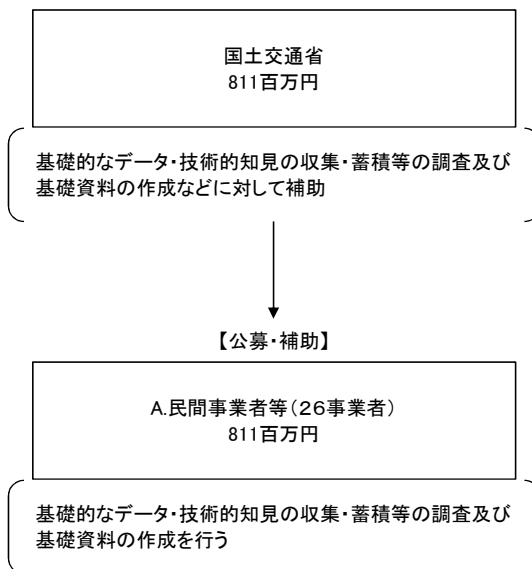 国土交通省
811百万円
基礎的なデータ・技術的知見の収集・蓄積等の調査及び
基礎資料の作成などに対して補助
【公募・補助】
A.民間事業者等（２６事業者）
811百万円
基礎的なデータ・技術的知見の収集・蓄積等の調査及び
基礎資料の作成を行う